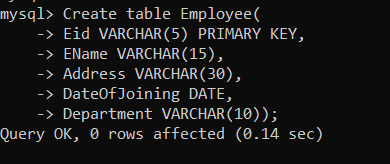 mysql> Create table Employee(
    -> Eid VARCHAR(5) PRIMARY KEY,
    -> EName VARCHAR(15),
    -> Address VARCHAR(30),
    -> DateOfJoining DATE,
    -> Department VARCHAR(10));
Query OK, 0 rows affected (0.14 sec)